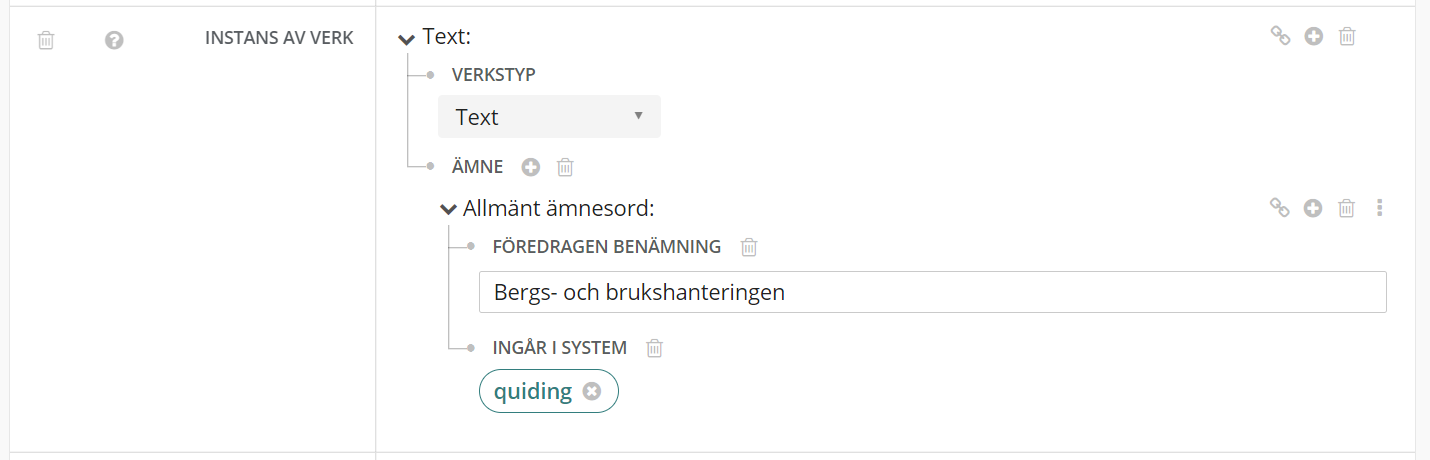 INSTANS AV VERK
Text:
VERKSTYP
Text
ÄMNE
Allmänt ämnesord:
FÖREDRAGEN BENÄMNING
Bergs- och brukshanteringen
INGÅR I SYSTEM
quiding